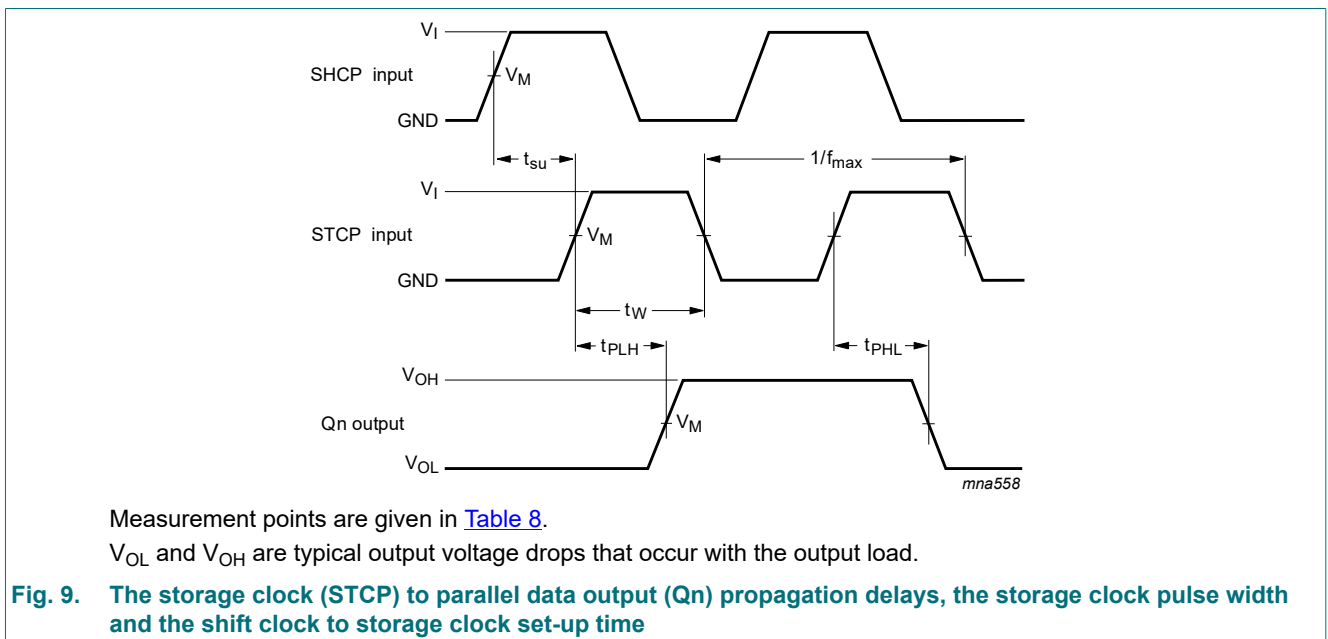 V_I
SHCP input
V_M
GND
t_su
1/f_max
V_I
STCP input
V_M
GND
t_W
t_PLH
t_PHL
V_OH
Qn output
V_M
V_OL
mna558
Measurement points are given in Table 8.
V_OL and V_OH are typical output voltage drops that occur with the output load.
Fig. 9. The storage clock (STCP) to parallel data output (Qn) propagation delays, the storage clock pulse width
and the shift clock to storage clock set-up time